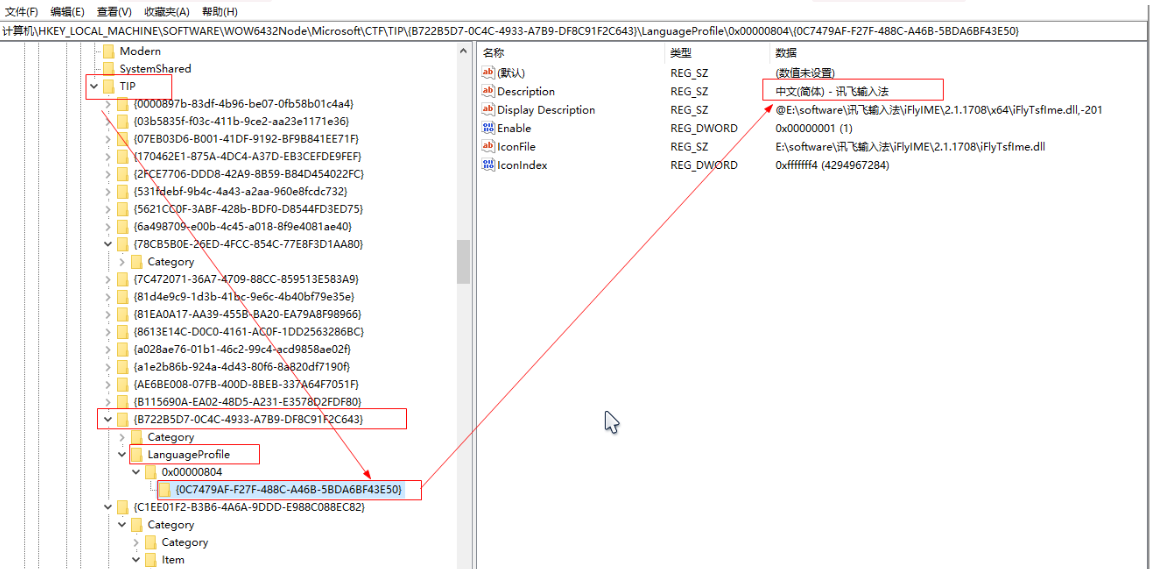 文件(F) 编辑(E) 查看(V) 收藏夹(A) 帮助(H)
计算机\HKEY_LOCAL_MACHINE\SOFTWARE\WOW6432Node\Microsoft\CTF\TIP\{B722B5D7-0C4C-4933-A7B9-DF8C91F2C643}\LanguageProfile\0x00000804\{0C7479AF-F27F-488C-A46B-5BDA6BF43E50}
Modern
SystemShared
TIP
{0000897b-83df-4b96-be07-0fb58b01c4a4}
{03b5835f-f03c-411b-9ce2-aa23e1171e36}
{07EB03D6-B001-41DF-9192-BF9B841EE71F}
{170462E1-875A-4DC4-A37D-EB3CEFDE9FEF}
{2FCE7706-DDD8-42A9-8B59-B84D454022FC}
{531fdebf-9b4c-4a43-a2aa-960e8fcdc732}
{5621CC0F-3ABF-428b-BDF0-D8544FD3ED75}
{6a498709-e00b-4c45-a018-8f9e4081ae40}
{78CB5B0E-26ED-4FCC-854C-77E8F3D1AA80}
Category
{7C472071-36A7-4709-88CC-859513E583A9}
{81d4e9c9-1d3b-41bc-9e6c-4b40bf79e35e}
{81EA0A17-AA39-455B-BA20-EA79A8F98966}
{8613E14C-D0C0-4161-AC0F-1DD2563286BC}
{a028ae76-01b1-46c2-99c4-acd9858ae02f}
{a1e2b86b-924a-4d43-80f6-8a820df7190f}
{AE6BE008-07FB-400D-8BEB-337A64F7051F}
{B115690A-EA02-48D5-A231-E3578D2FDF80}
{B722B5D7-0C4C-4933-A7B9-DF8C91F2C643}
Category
LanguageProfile
0x00000804
{0C7479AF-F27F-488C-A46B-5BDA6BF43E50}
{C1EE01F2-B3B6-4A6A-9DDD-E988C088EC82}
Category
Category
Item
名称 类型 数据
(默认) REG_SZ (数值未设置)
Description REG_SZ 中文(简体) - 讯飞输入法
Display Description REG_SZ @E:\software\讯飞输入法\iFlyIME\2.1.1708\x64\iFlyTsfIme.dll,-201
Enable REG_DWORD 0x00000001 (1)
IconFile REG_SZ E:\software\讯飞输入法\iFlyIME\2.1.1708\iFlyTsfIme.dll
IconIndex REG_DWORD 0xfffffff4 (4294967284)